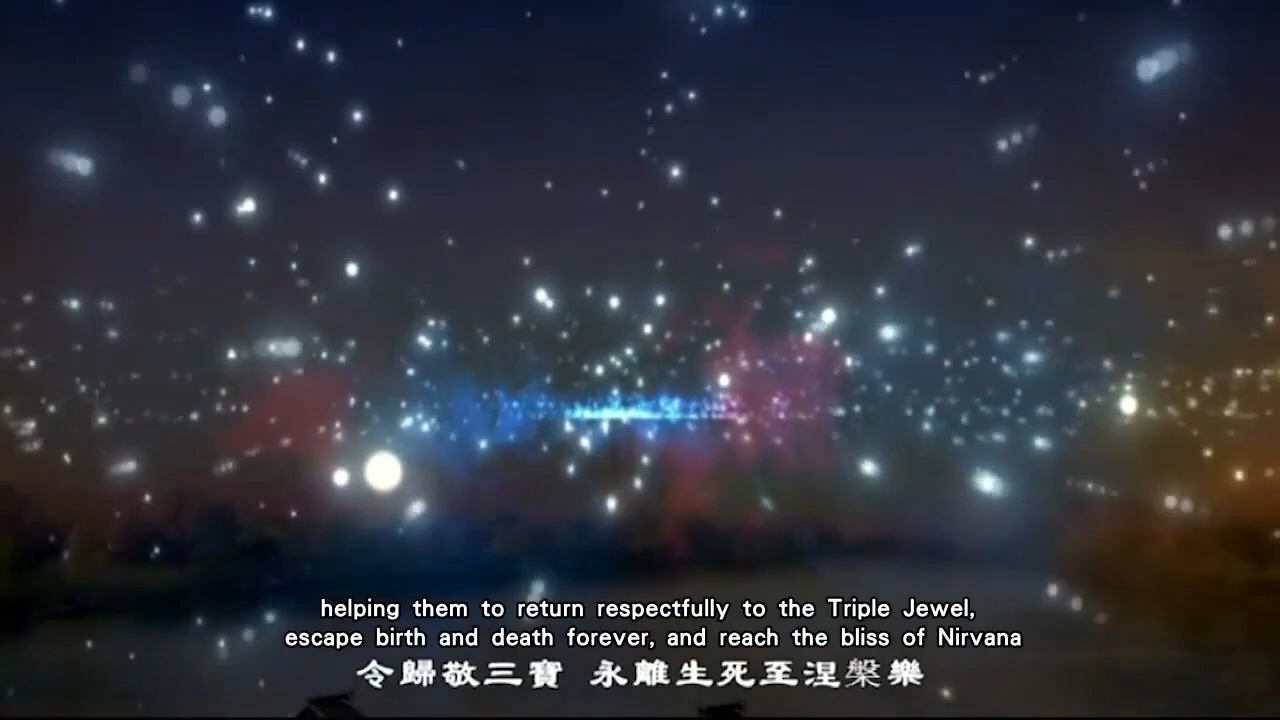 helping them to return respectfully to the Triple Jewel,
escape birth and death forever, and reach the bliss of Nirvana
令歸敬三寶 永離生死至涅槃樂